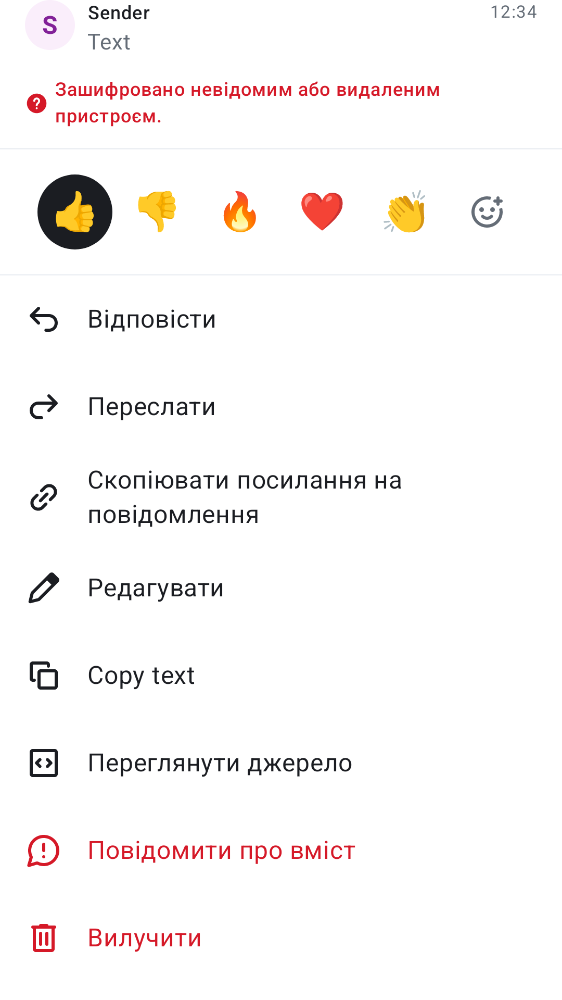 S
Sender
12:34
Text
Зашифровано невідомим або видаленим
пристроєм.
Відповісти
Переслати
Скопіювати посилання на
повідомлення
Редагувати
Copy text
Переглянути джерело
Повідомити про вміст
Вилучити